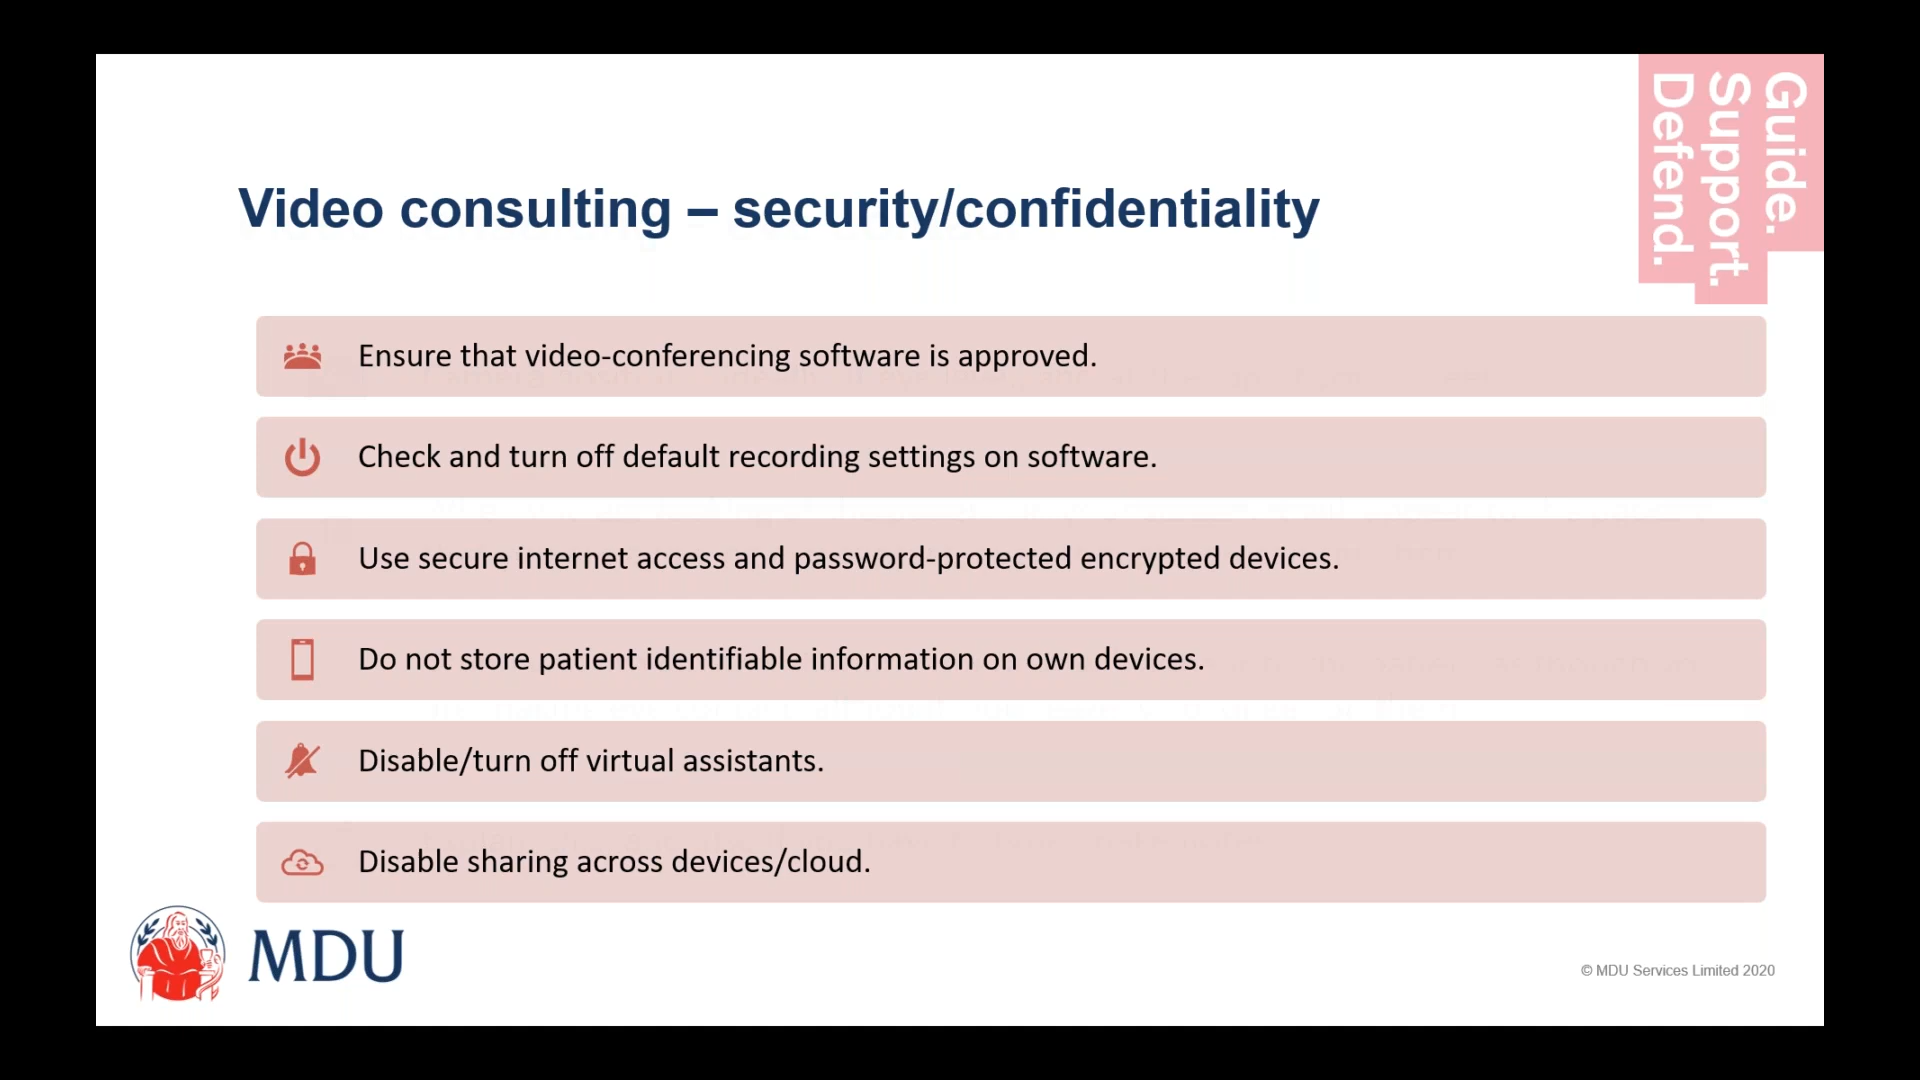 Guide.
Support.
Defend.
Video consulting – security/confidentiality
Ensure that video-conferencing software is approved.
Check and turn off default recording settings on software.
Use secure internet access and password-protected encrypted devices.
Do not store patient identifiable information on own devices.
Disable/turn off virtual assistants.
Disable sharing across devices/cloud.
MDU
© MDU Services Limited 2020